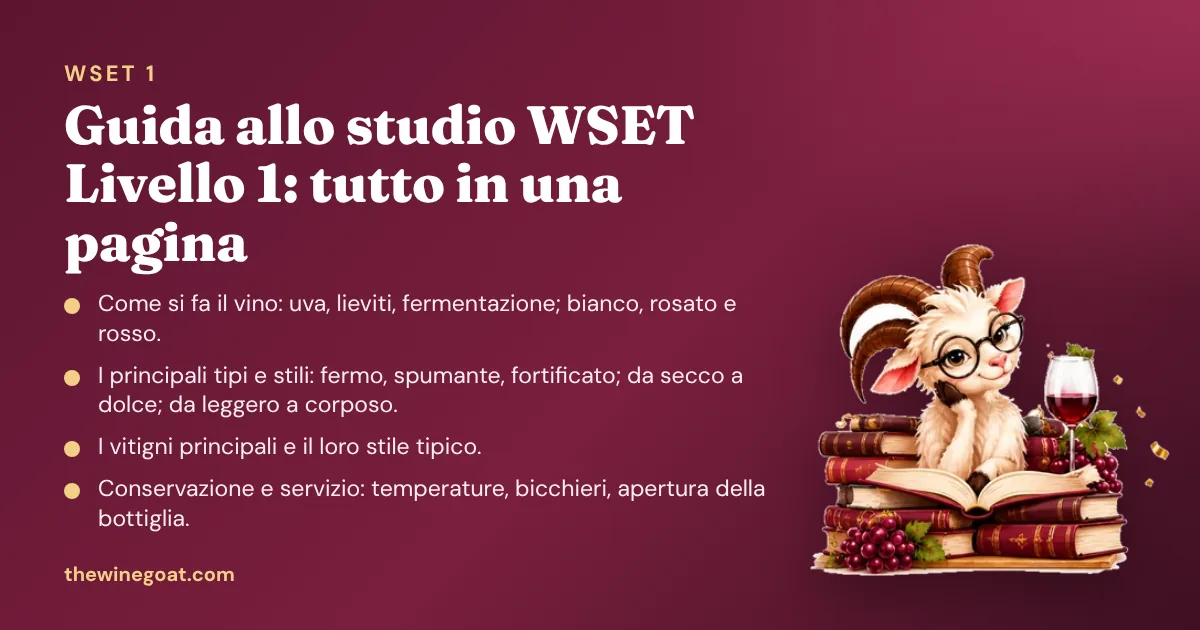 WSET 1
Guida allo studio WSET
Livello 1: tutto in una
pagina
Come si fa il vino: uva, lieviti, fermentazione; bianco, rosato e
rosso.
I principali tipi e stili: fermo, spumante, fortificato; da secco a
dolce; da leggero a corposo.
I vitigni principali e il loro stile tipico.
Conservazione e servizio: temperature, bicchieri, apertura della
bottiglia.
thewinegoat.com